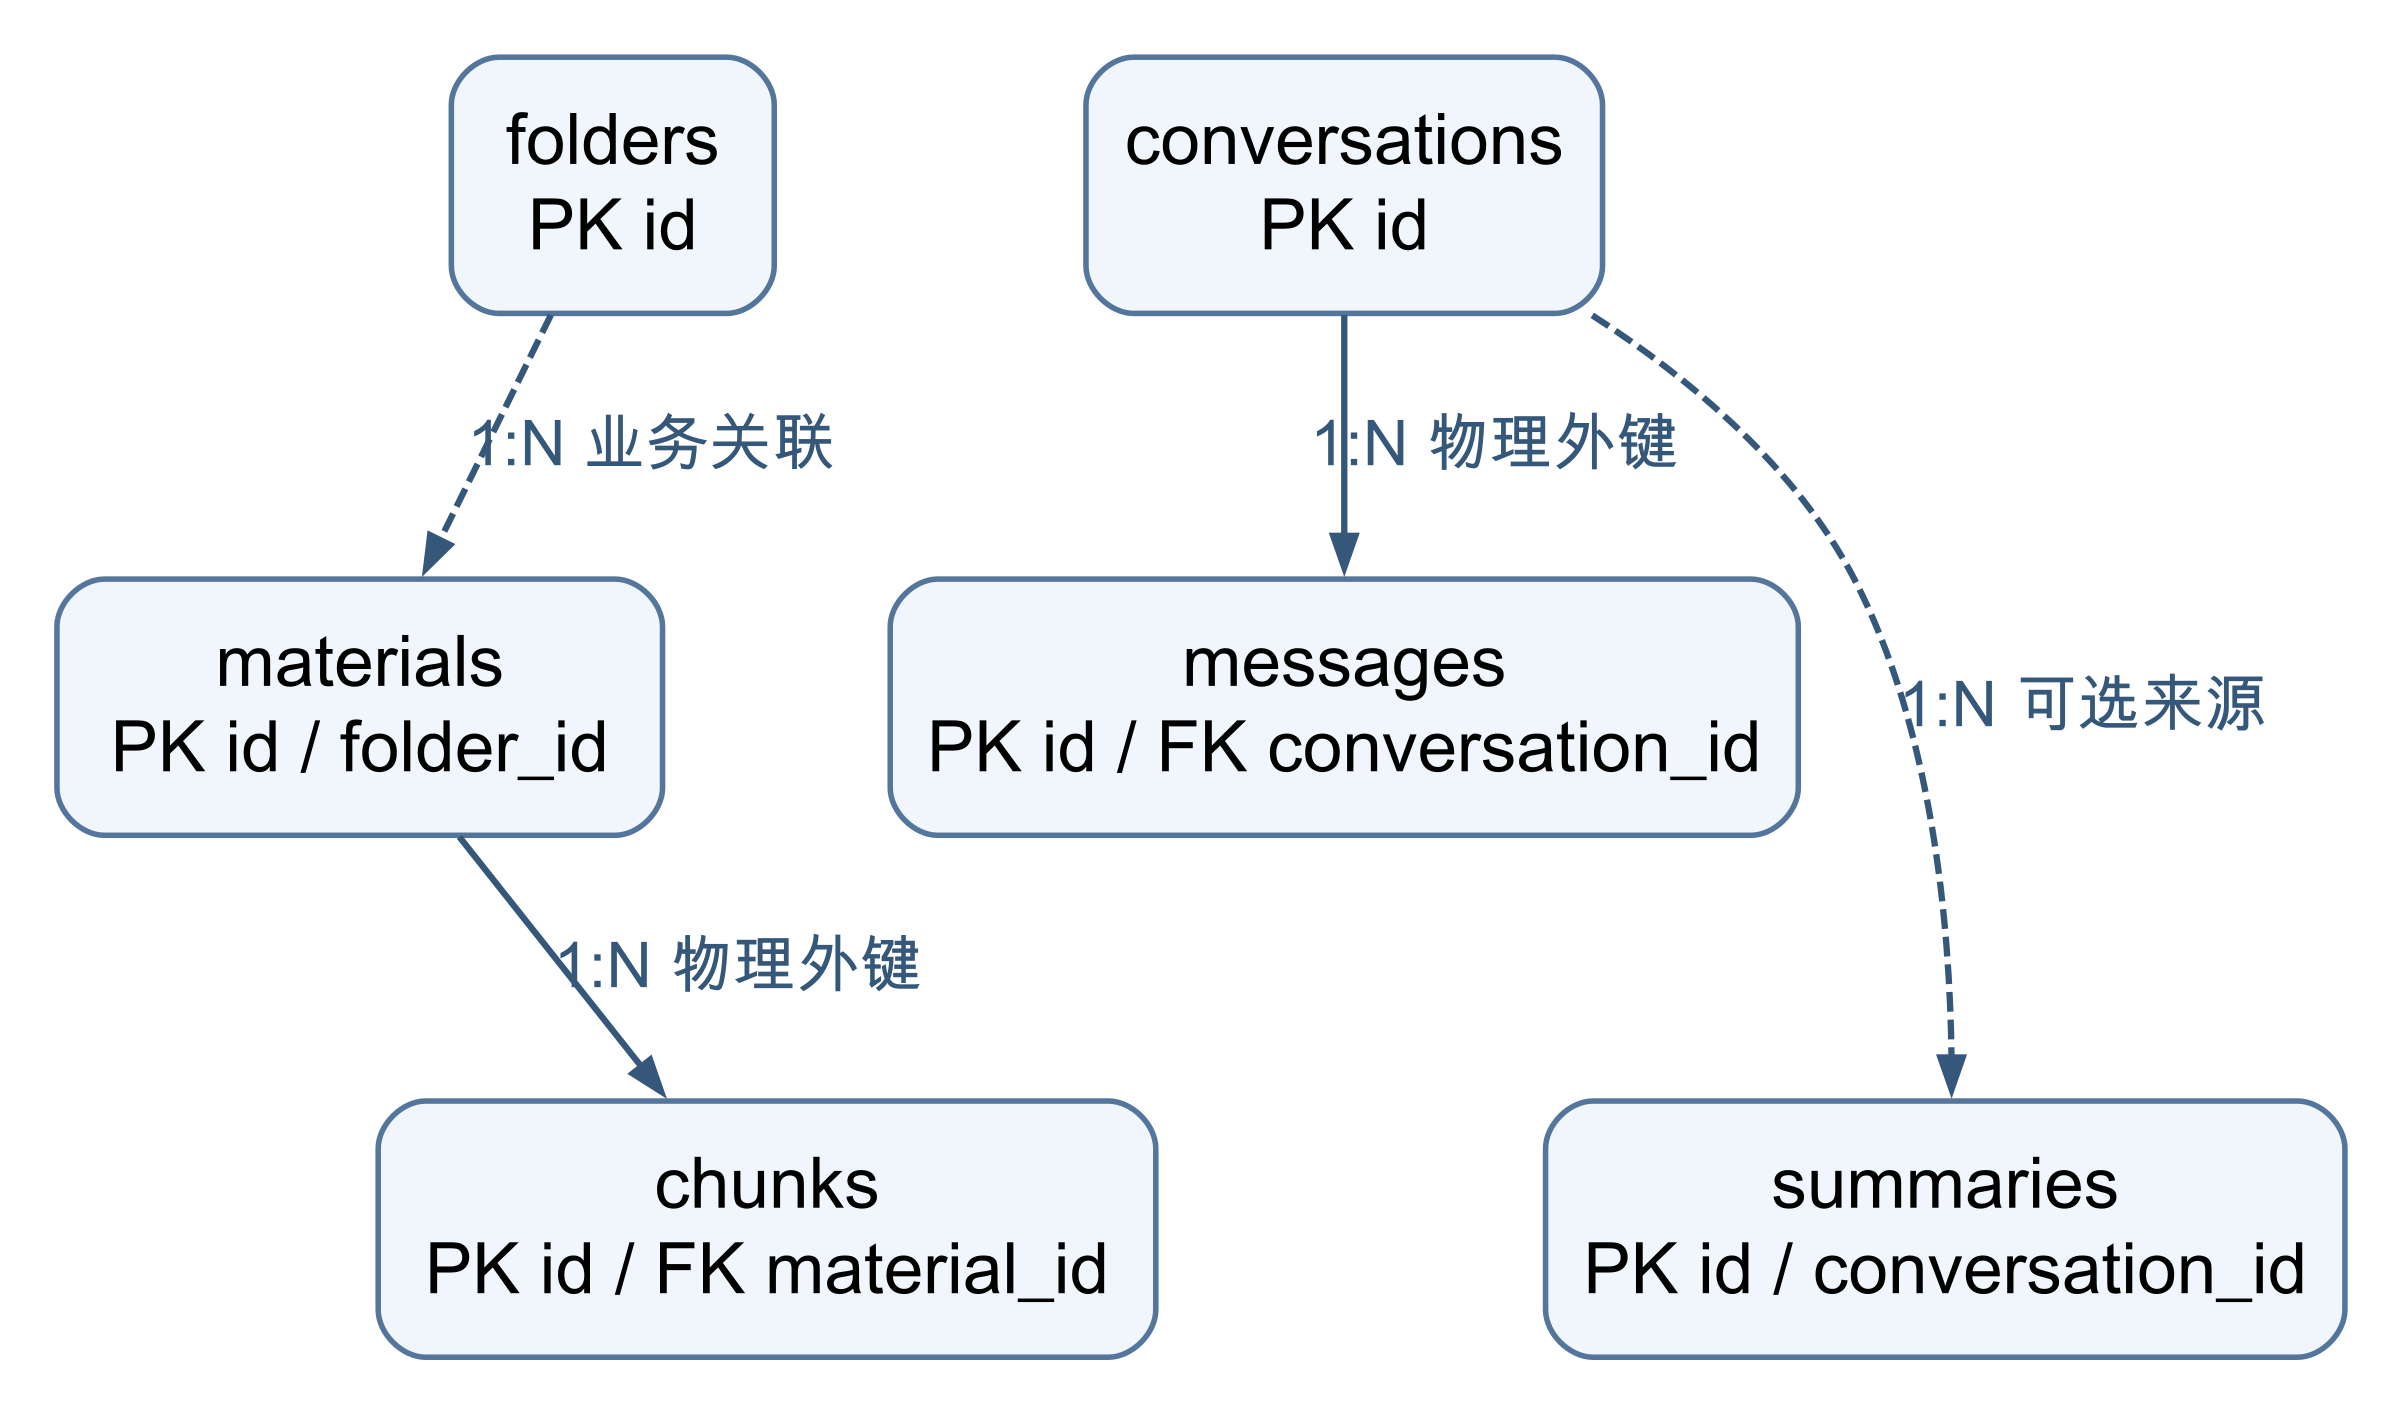 folders
PK id
conversations
PK id
1:N 业务关联
1:N 物理外键
materials
PK id / folder_id
messages
PK id / FK conversation_id
1:N 可选来源
1:N 物理外键
chunks
PK id / FK material_id
summaries
PK id / conversation_id